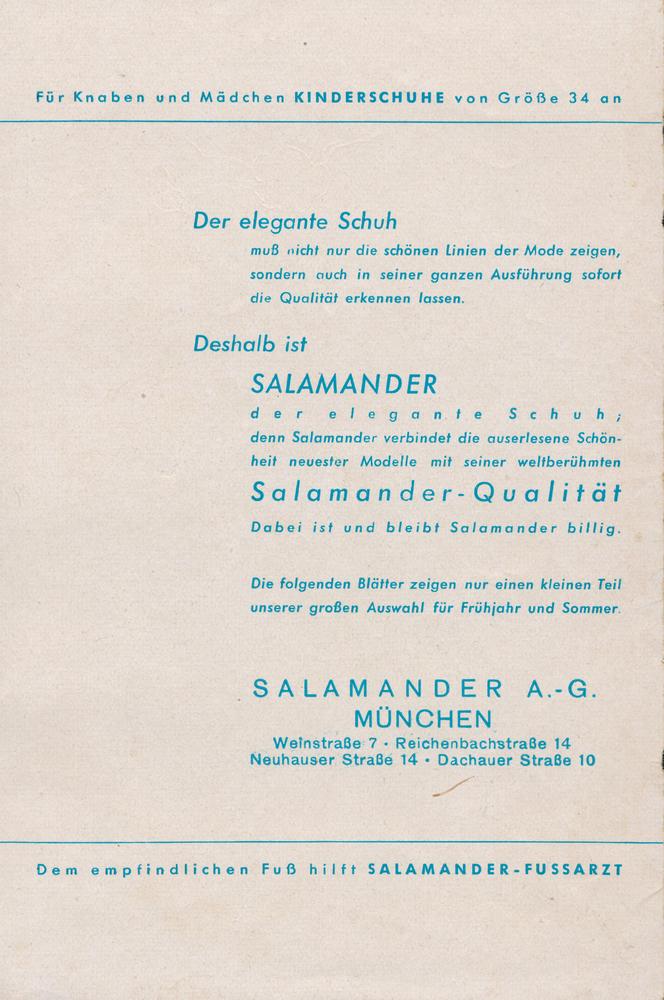 Für Knaben und Mädchen KINDERSCHUHE von Größe 34 an
Der elegante Schuh
muß nicht nur die schönen Linien der Mode zeigen,
sondern auch in seiner ganzen Ausführung sofort
die Qualität erkennen lassen.
Deshalb ist
SALAMANDER
der elegante Schuh;
denn Salamander verbindet die auserlesene Schön-
heit neuester Modelle mit seiner weltberühmten
Salamander-Qualität
Dabei ist und bleibt Salamander billig.
Die folgenden Blätter zeigen nur einen kleinen Teil
unserer großen Auswahl für Frühjahr und Sommer.
SALAMANDER A.-G.
MÜNCHEN
Weinstraße 7 · Reichenbachstraße 14
Neuhauser Straße 14 · Dachauer Straße 10
Dem empfindlichen Fuß hilft SALAMANDER-FUSSARZT